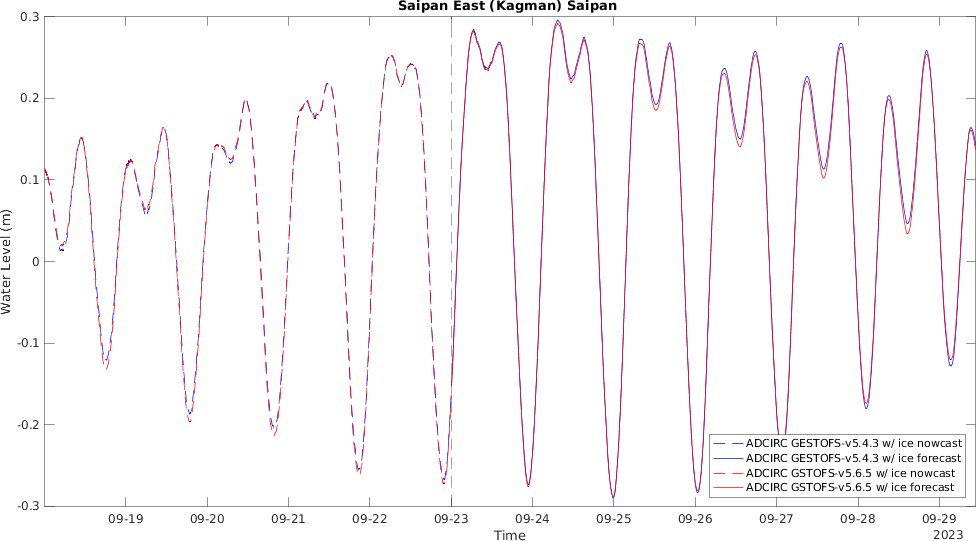 Saipan East (Kagman) Saipan
0.3
0.2
0.1
0
-0.1
-0.2
-0.3
Water Level (m)
09-19 09-20 09-21 09-22 09-23 09-24 09-25 09-26 09-27 09-28 09-29
Time
2023
ADCIRC GESTOFS-v5.4.3 w/ ice nowcast
ADCIRC GESTOFS-v5.4.3 w/ ice forecast
ADCIRC GSTOFS-v5.6.5 w/ ice nowcast
ADCIRC GSTOFS-v5.6.5 w/ ice forecast